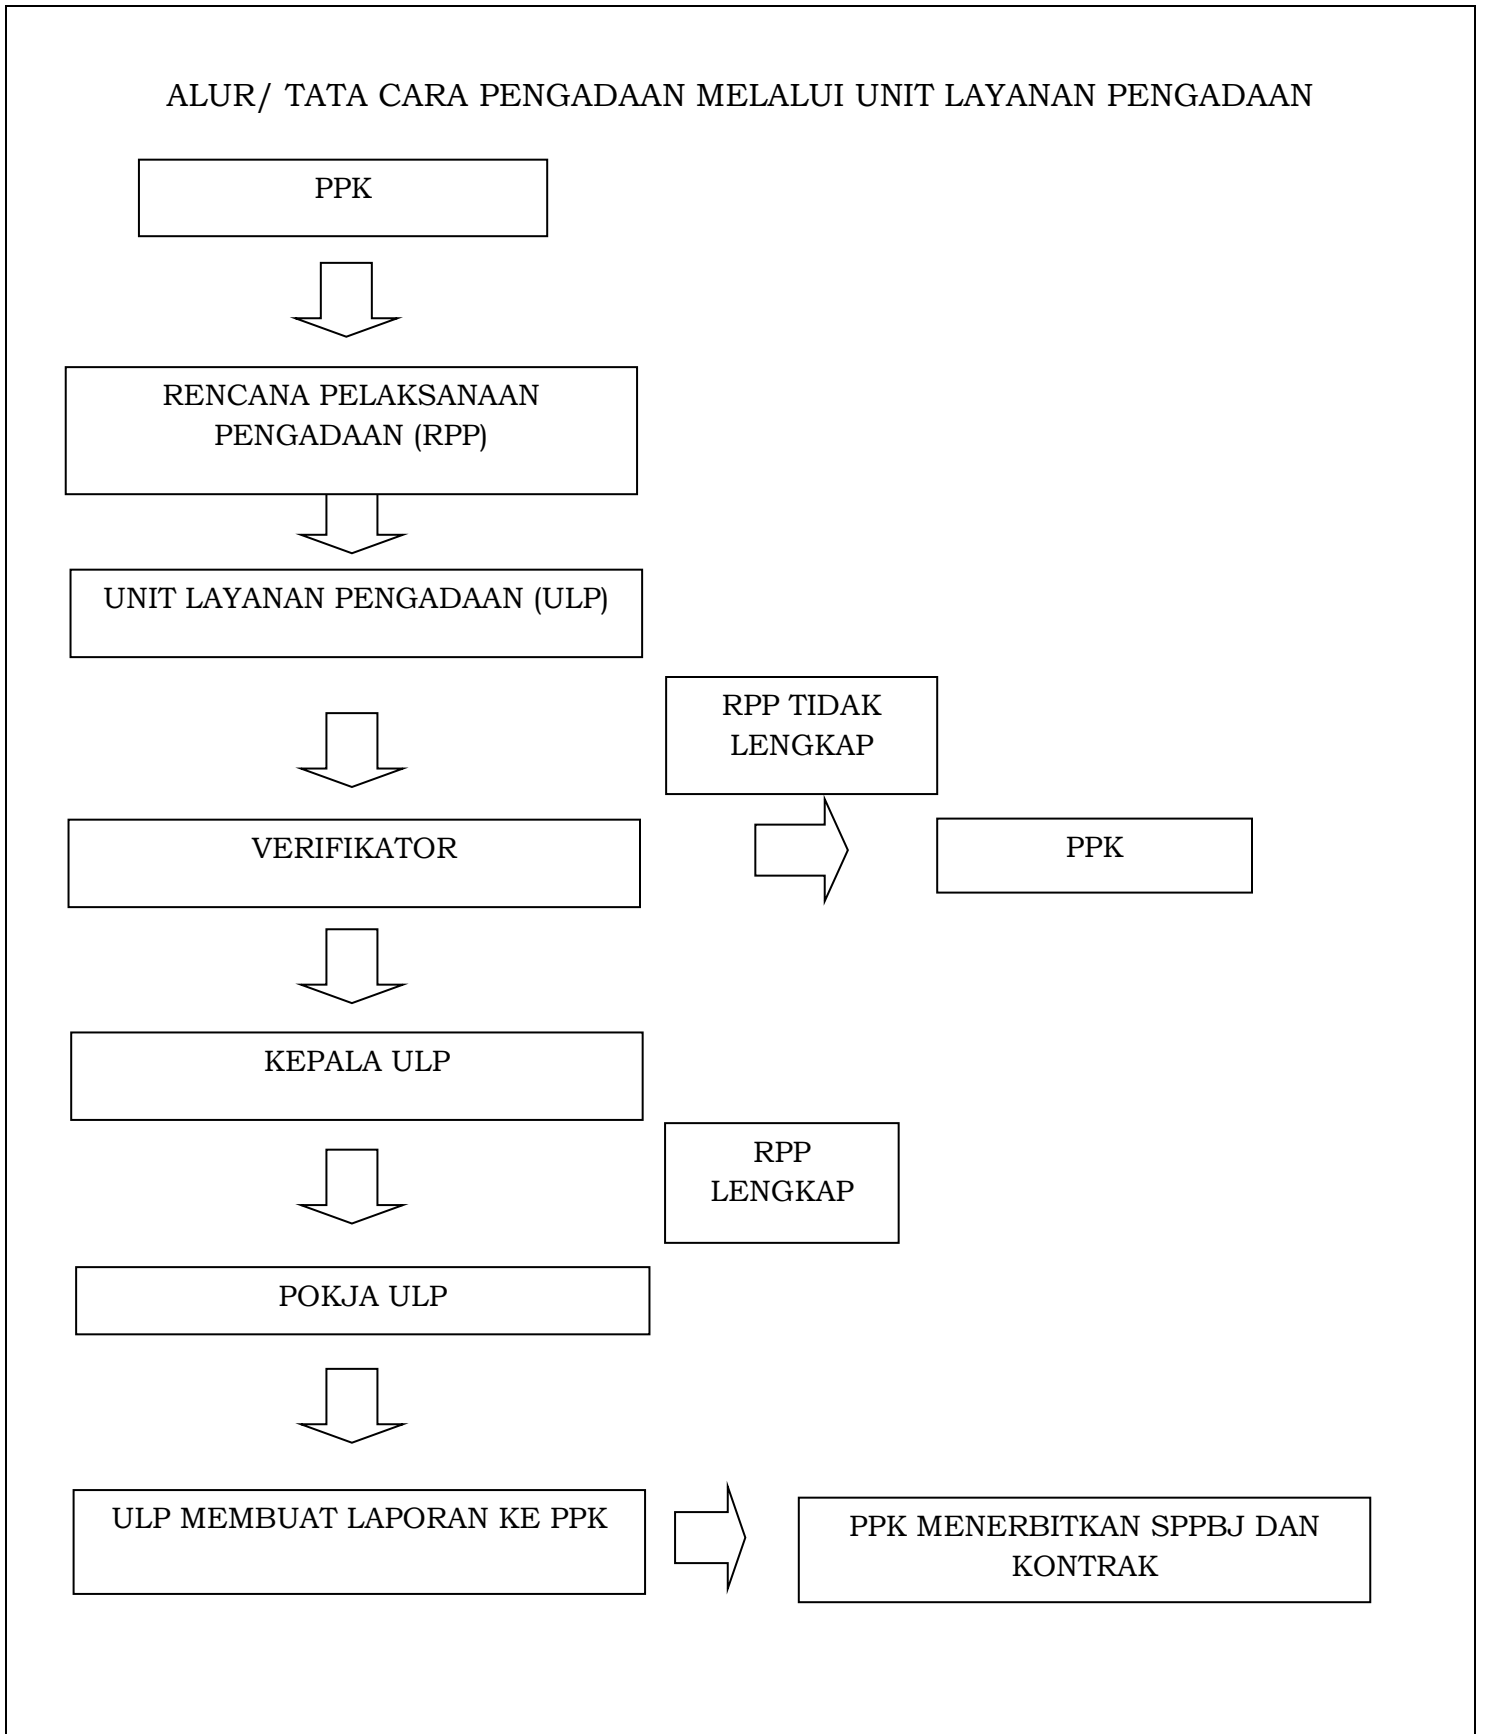 ALUR/ TATA CARA PENGADAAN MELALUI UNIT LAYANAN PENGADAAN
PPK
RENCANA PELAKSANAAN
PENGADAAN (RPP)
UNIT LAYANAN PENGADAAN (ULP)
RPP TIDAK
LENGKAP
VERIFIKATOR
PPK
KEPALA ULP
RPP
LENGKAP
POKJA ULP
ULP MEMBUAT LAPORAN KE PPK
PPK MENERBITKAN SPPBJ DAN
KONTRAK